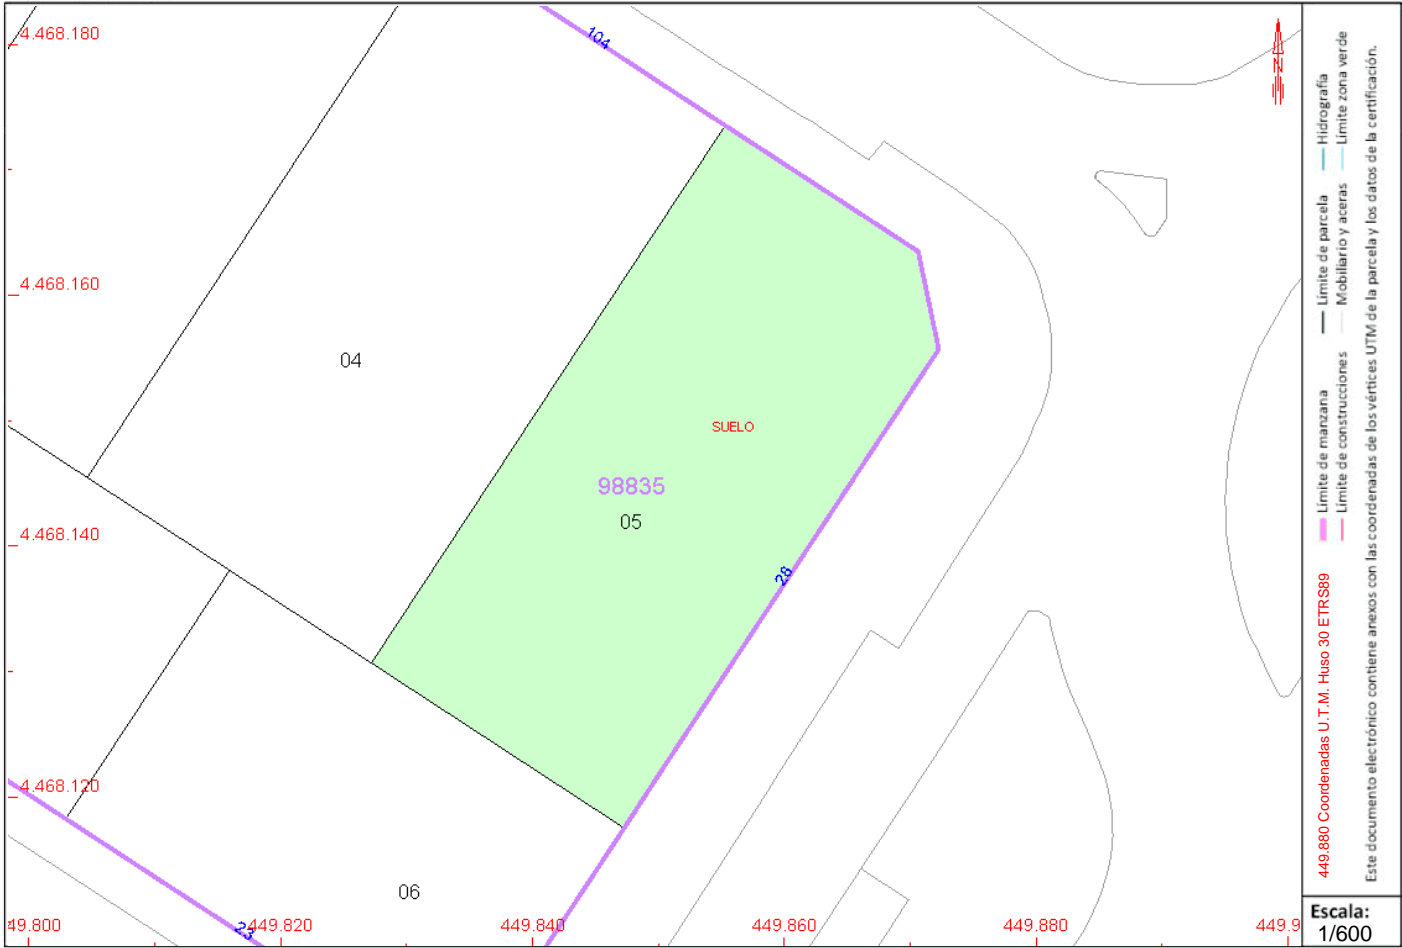 4.468.180
104
4.468.160
04
SUELO
98835
05
4.468.140
28
4.468.120
06
23
49.800
449.820
449.840
449.860
449.880
449.9
N
Hidrografía
Límite zona verde
Límite de parcela
Mobiliario y aceras
Límite de manzana
Límite de construcciones
449.880 Coordenadas U.T.M. Huso 30 ETRS89
Este documento electrónico contiene anexos con las coordenadas de los vértices UTM de la parcela y los datos de la certificación.
Escala:
1/600